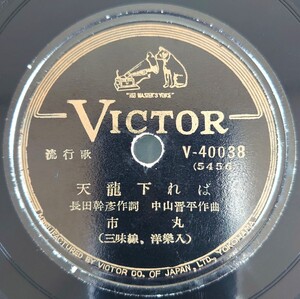 "HIS MASTER'S VOICE"
VICTOR
流行歌
V-40038
(5456)
天龍下れば
長田幹彦作詞 中山晋平作曲
市丸
(三味線、洋樂入)
MANUFACTURED BY VICTOR CO. OF JAPAN, LTD., YOKOHAMA